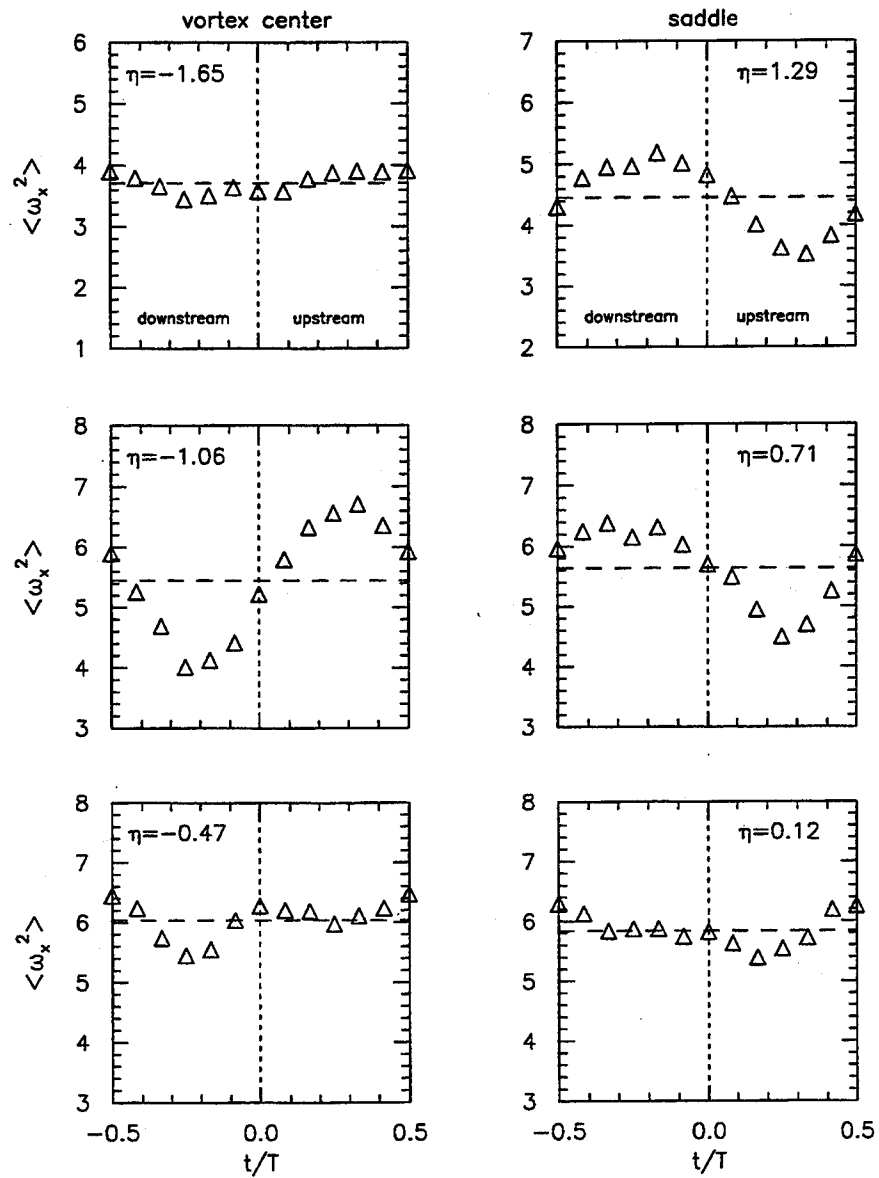 vortex center
saddle
6
5
4
3
2
1
<ω_x^2>
η=−1.65
downstream
upstream
7
6
5
4
3
2
η=1.29
downstream
upstream
8
7
6
5
4
3
<ω_x^2>
η=−1.06
8
7
6
5
4
3
η=0.71
8
7
6
5
4
3
<ω_x^2>
η=−0.47
−0.5
0.0
0.5
t/T
8
7
6
5
4
3
η=0.12
−0.5
0.0
0.5
t/T